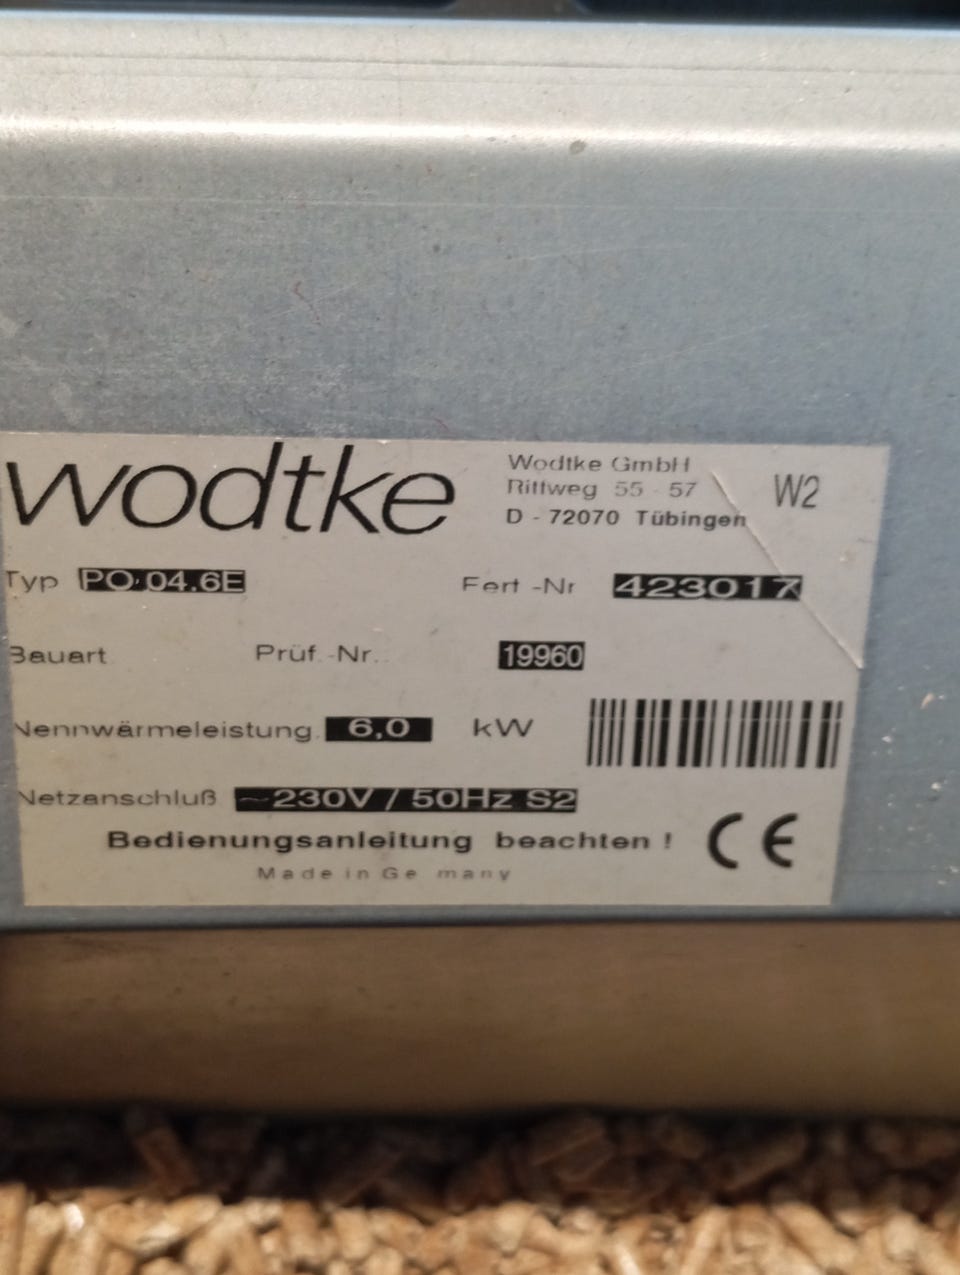 wodtke
Wodtke GmbH
Rittweg 55 - 57
D - 72070 Tübingen
W2
Typ PO 04.6E
Fert -Nr 423017
Bauart Prüf.-Nr. 19960
Nennwärmeleistung. 6,0 kW
Netzanschluß ~230V / 50Hz S2
Bedienungsanleitung beachten !
CE
Made in Ge many